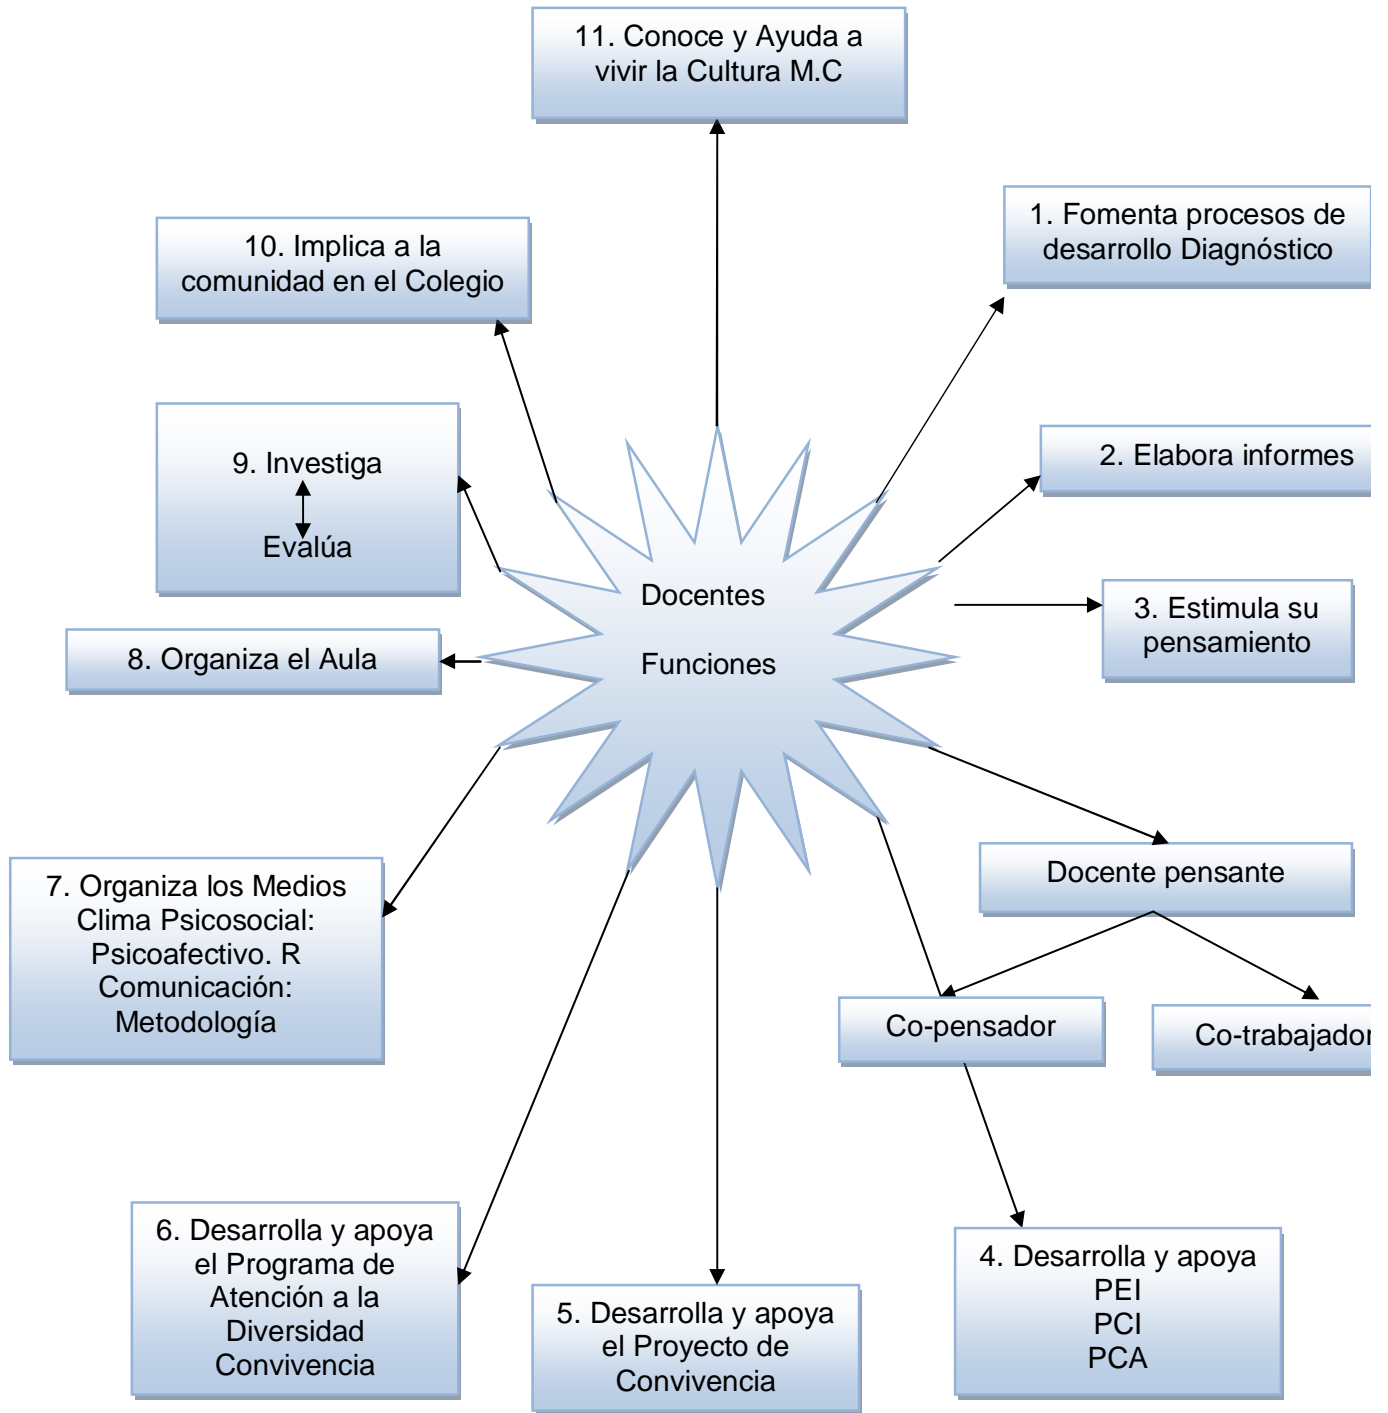 11. Conoce y Ayuda a
vivir la Cultura M.C
1. Fomenta procesos de
desarrollo Diagnóstico
10. Implica a la
comunidad en el Colegio
9. Investiga
Evalúa
2. Elabora informes
Docentes
Funciones
3. Estimula su
pensamiento
8. Organiza el Aula
7. Organiza los Medios
Clima Psicosocial:
Psicoafectivo. R
Comunicación:
Metodología
Docente pensante
Co-pensador
Co-trabajador
6. Desarrolla y apoya
el Programa de
Atención a la
Diversidad
Convivencia
5. Desarrolla y apoya
el Proyecto de
Convivencia
4. Desarrolla y apoya
PEI
PCI
PCA